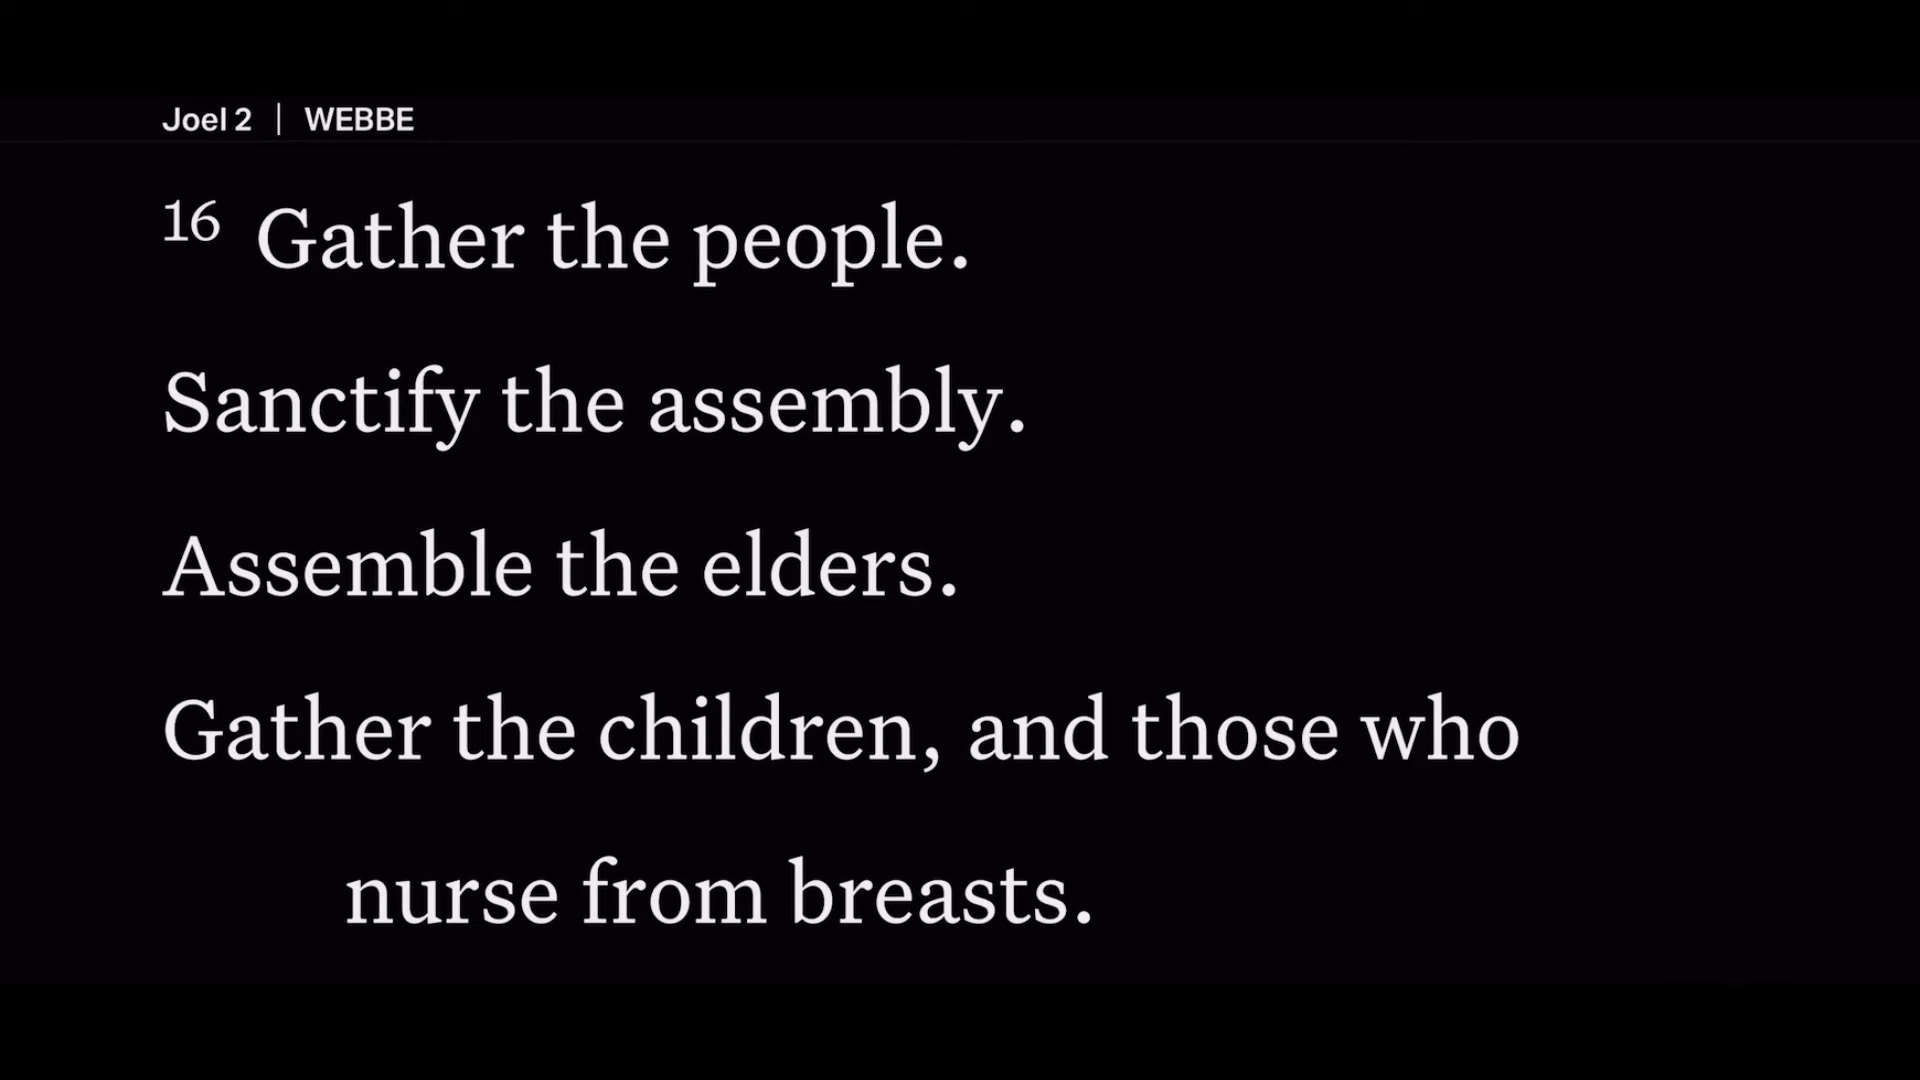 Joel 2 | WEBBE
16 Gather the people.
Sanctify the assembly.
Assemble the elders.
Gather the children, and those who
nurse from breasts.